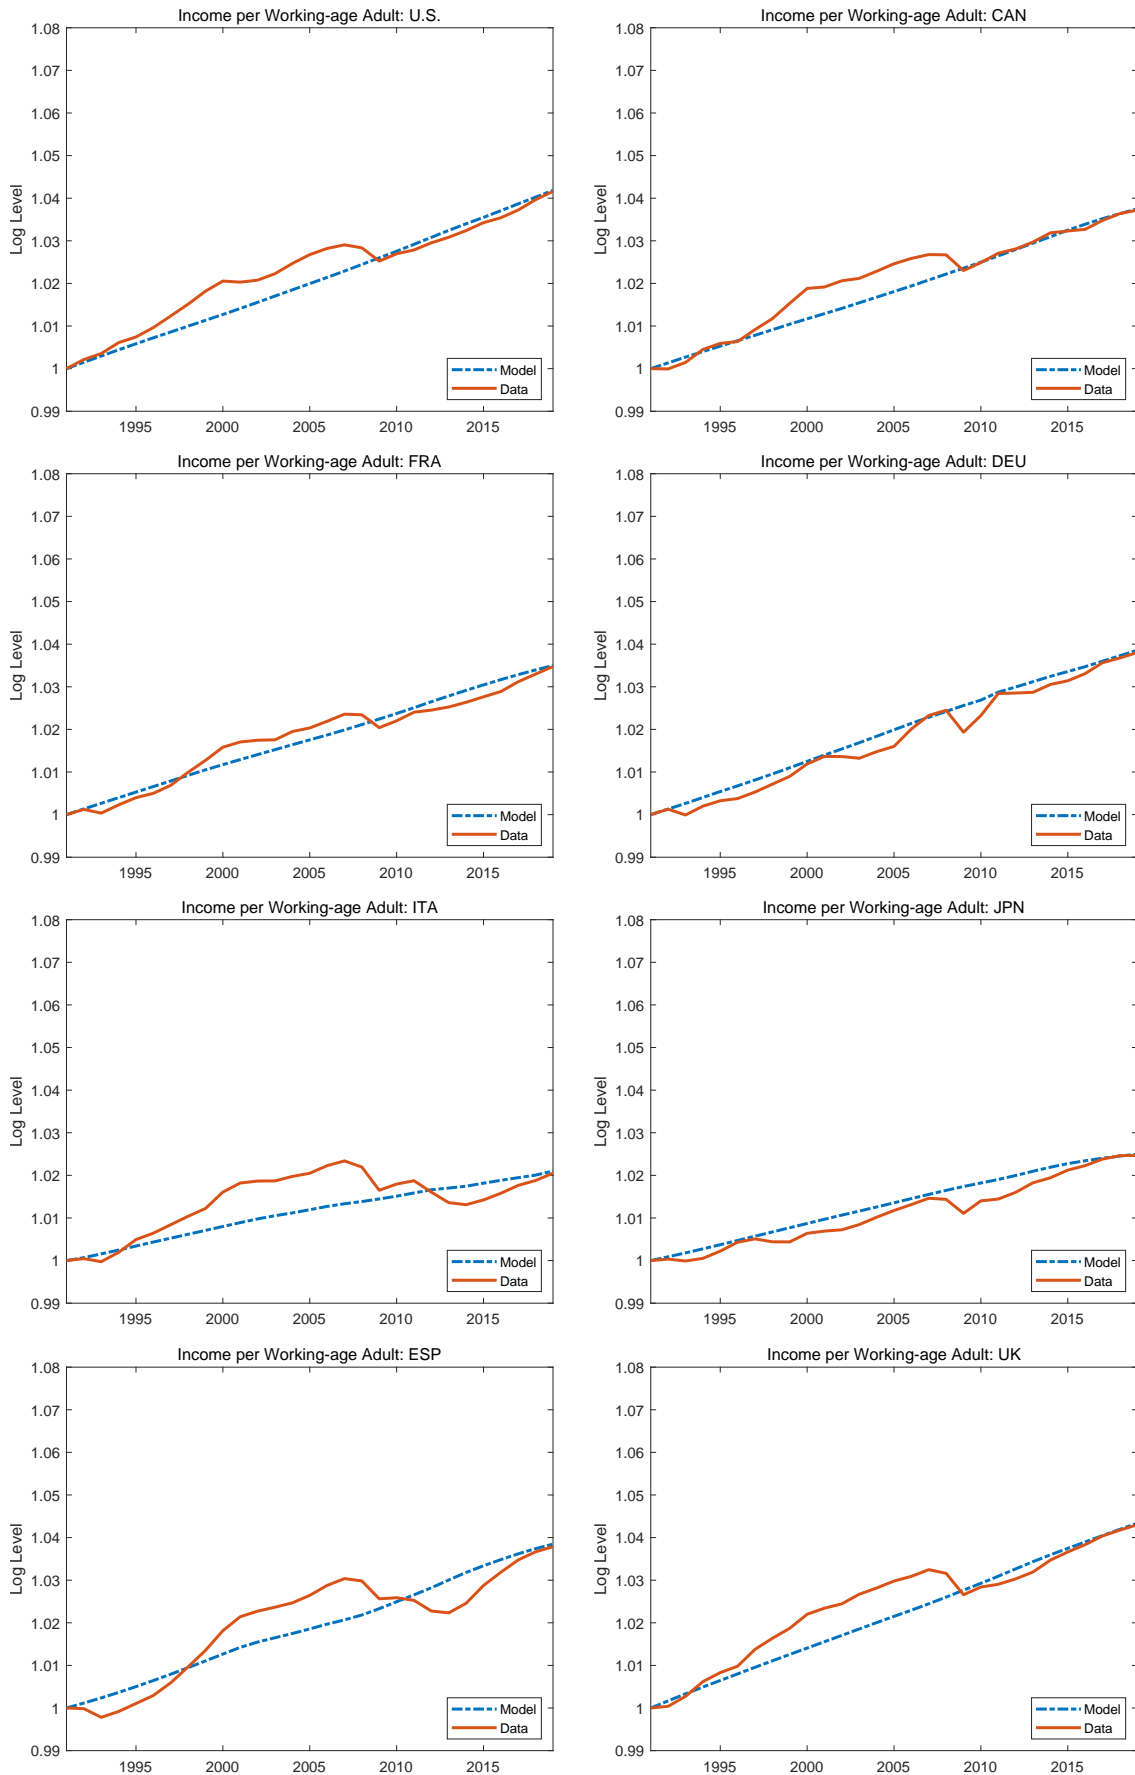 Income per Working-age Adult: U.S.
1.08
1.07
1.06
1.05
1.04
1.03
1.02
1.01
1
0.99
Log Level
1995 2000 2005 2010 2015
Model
Data
Income per Working-age Adult: CAN
1.08
1.07
1.06
1.05
1.04
1.03
1.02
1.01
1
0.99
Log Level
1995 2000 2005 2010 2015
Model
Data
Income per Working-age Adult: FRA
1.08
1.07
1.06
1.05
1.04
1.03
1.02
1.01
1
0.99
Log Level
1995 2000 2005 2010 2015
Model
Data
Income per Working-age Adult: DEU
1.08
1.07
1.06
1.05
1.04
1.03
1.02
1.01
1
0.99
Log Level
1995 2000 2005 2010 2015
Model
Data
Income per Working-age Adult: ITA
1.08
1.07
1.06
1.05
1.04
1.03
1.02
1.01
1
0.99
Log Level
1995 2000 2005 2010 2015
Model
Data
Income per Working-age Adult: JPN
1.08
1.07
1.06
1.05
1.04
1.03
1.02
1.01
1
0.99
Log Level
1995 2000 2005 2010 2015
Model
Data
Income per Working-age Adult: ESP
1.08
1.07
1.06
1.05
1.04
1.03
1.02
1.01
1
0.99
Log Level
1995 2000 2005 2010 2015
Model
Data
Income per Working-age Adult: UK
1.08
1.07
1.06
1.05
1.04
1.03
1.02
1.01
1
0.99
Log Level
1995 2000 2005 2010 2015
Model
Data